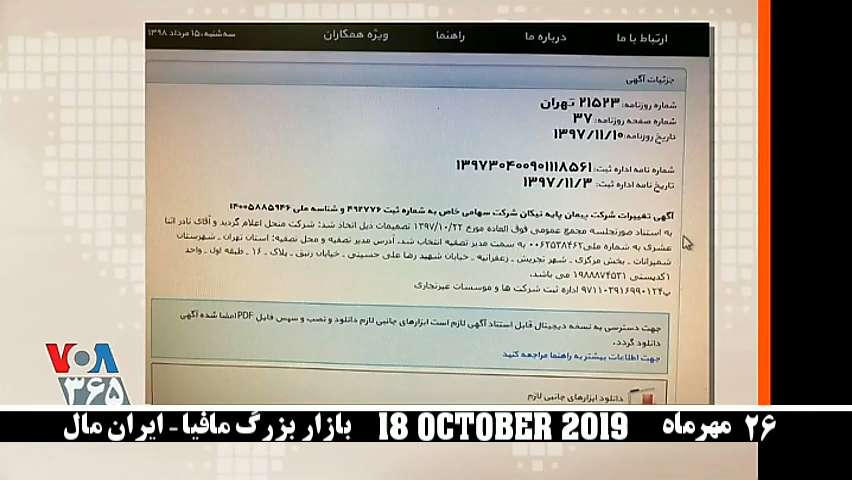 ارتباط با ما درباره ما راهنما ویژه همکاران سه‌شنبه، ۱۵ مرداد ۱۳۹۸
جزئیات آگهی
شماره روزنامه: ۲۱۵۲۳ تهران
شماره صفحه روزنامه: ۳۷
تاریخ روزنامه: ۱۳۹۷/۱۱/۱۰
شماره نامه اداره ثبت: ۱۳۹۷۳۰۴۰۰۹۰۱۱۱۸۵۶۱
تاریخ نامه اداره ثبت: ۱۳۹۷/۱۱/۳
آگهی تغییرات شرکت پیمان پایه نیکان شرکت سهامی خاص به شماره ثبت ۴۹۲۷۷۶ و شناسه ملی ۱۴۰۰۵۸۸۵۹۴۶
به استناد صورتجلسه مجمع عمومی فوق العاده مورخ ۱۳۹۷/۱۰/۲۲ تصمیمات ذیل اتخاذ شد: شرکت منحل اعلام گردید و آقای نادر اثنا
عشری به شماره ملی ۰۰۶۲۵۳۸۴۶۲ به سمت مدیر تصفیه انتخاب شد. آدرس مدیر تصفیه و محل تصفیه: استان تهران ـ شهرستان
شمیرانات ـ بخش مرکزی ـ شهر تجریش ـ زعفرانیه ـ خیابان شهید رضا علی حسینی ـ خیابان زنبق ـ پلاک ـ ۱۶ ـ طبقه اول ـ واحد
۱کدپستی ۱۹۸۸۸۷۴۵۳۱ می باشد.
پ۹۷۱۱۰۳۹۱۶۹۹۰۱۲۴ اداره ثبت شرکت ها و موسسات غیرتجاری
جهت دسترسی به نسخه دیجیتال قابل استناد آگهی لازم است ابزارهای جانبی لازم دانلود و نصب و سپس فایل PDF امضا شده آگهی
دانلود گردد.
جهت اطلاعات بیشتر به راهنما مراجعه کنید
دانلود ابزارهای جانبی لازم
VOA
۳۶۵
۲۶ مهرماه 18 OCTOBER 2019 بازار بزرگ مافیا - ایران مال